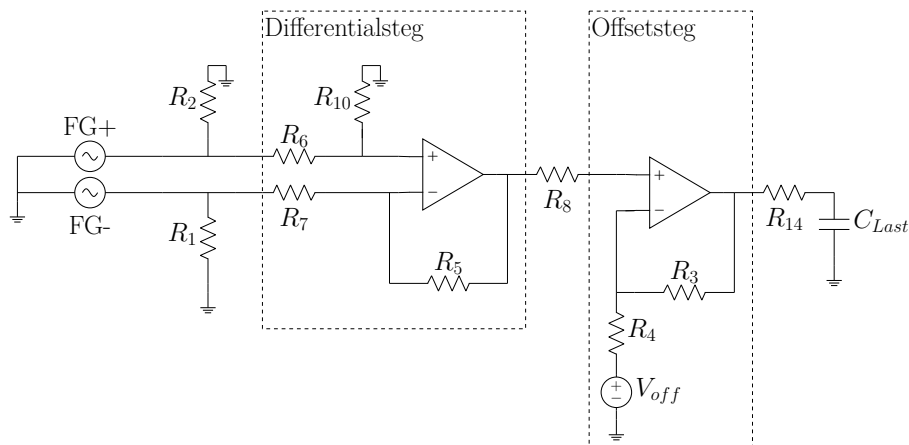 Differentialsteg
Offsetsteg
R2
R10
FG+
R6
+
+
−
R7
R8
−
R14
CLast
FG-
R1
R5
R3
R4
+
−
Voff